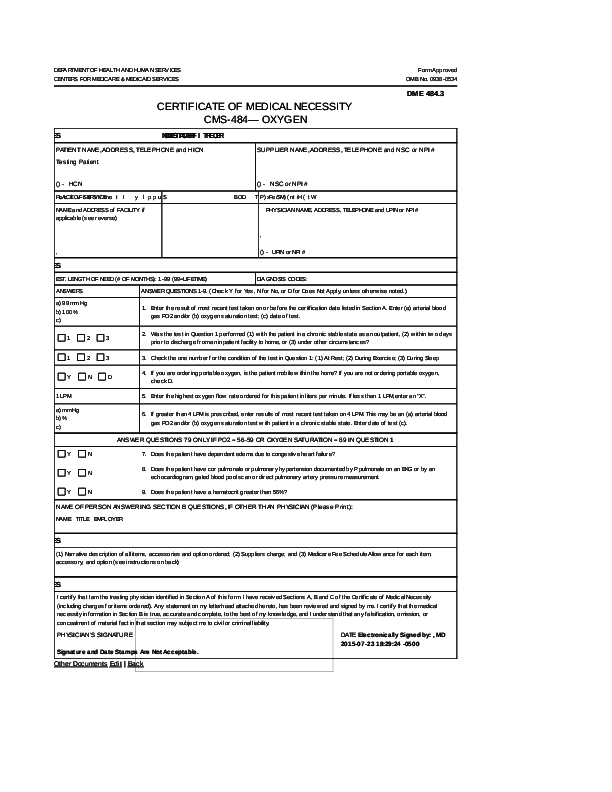 DEPARTMENT OF HEALTH AND HUMAN SERVICES Form Approved
CENTERS FOR MEDICARE & MEDICAID SERVICES OMB No. 0938-0534
DME 484.3
CERTIFICATE OF MEDICAL NECESSITY
CMS-484— OXYGEN
PATIENT NAME, ADDRESS, TELEPHONE and HICN SUPPLIER NAME, ADDRESS, TELEPHONE and NSC or NPI #
Testing Patient
() - HCN () - NSC or NPI #
NAME and ADDRESS of FACILITY if PHYSICIAN NAME, ADDRESS, TELEPHONE and UPIN or NPI #
applicable (see reverse)
,
. () - UPIN or NPI #
EST. LENGTH OF NEED (# OF MONTHS): 1-99 (99=LIFETIME) DIAGNOSIS CODES:
ANSWERS ANSWER QUESTIONS 1-9. (Check Y for Yes, N for No, or D for Does Not Apply, unless otherwise noted.)
a) 99 mmHg
b) 100 %
c)
1. Enter the result of most recent test taken on or before the certification date listed in Section A. Enter (a) arterial blood
gas PO2 and/or (b) oxygen saturation test; (c) date of test.
1 2 3 2. Was the test in Question 1 performed (1) with the patient in a chronic stable state as an outpatient, (2) within two days
prior to discharge from an inpatient facility to home, or (3) under other circumstances?
1 2 3 3. Check the one number for the condition of the test in Question 1: (1) At Rest; (2) During Exercise; (3) During Sleep
Y N D 4. If you are ordering portable oxygen, is the patient mobile within the home? If you are not ordering portable oxygen,
check D.
1 LPM 5. Enter the highest oxygen flow rate ordered for this patient in liters per minute. If less than 1 LPM, enter an "X".
a) mmHg
b) %
c)
6. If greater than 4 LPM is prescribed, enter results of most recent test taken on 4 LPM. This may be an (a) arterial blood
gas PO2 and/or (b) oxygen saturation test with patient in a chronic stable state. Enter date of test (c).
ANSWER QUESTIONS 79 ONLY IF PO2 = 56-59 OR OXYGEN SATURATION = 89 IN QUESTION 1
Y N 7. Does the patient have dependent edema due to congestive heart failure?
Y N 8. Does the patient have cor pulmonale or pulmonary hypertension documented by P pulmonale on an EKG or by an
echocardiogram, gated blood pool scan or direct pulmonary artery pressure measurement
Y N 9. Does the patient have a hematocrit greater than 56%?
NAME OF PERSON ANSWERING SECTION B QUESTIONS, IF OTHER THAN PHYSICIAN (Please Print):
NAME TITLE EMPLOYER
(1) Narrative description of all items, accessories and option ordered; (2) Suppliers charge; and (3) Medicare Fee Schedule Allowance for each item,
accessory, and option (see instructions on back)
I certify that I am the treating physician identified in Section A of this form. I have received Sections A, B and C of the Certificate of Medical Necessity
(including charges for items ordered). Any statement on my letterhead attached hereto, has been reviewed and signed by me. I certify that the medical
necessity information in Section B is true, accurate and complete, to the best of my knowledge, and I understand that any falsification, omission, or
concealment of material fact in that section may subject me to civil or criminal liability.
PHYSICIAN'S SIGNATURE DATE Electronically Signed by: , MD
2015-07-23 18:29:24 -0500
Signature and Date Stamps Are Not Acceptable.
Other Documents Edit | Back